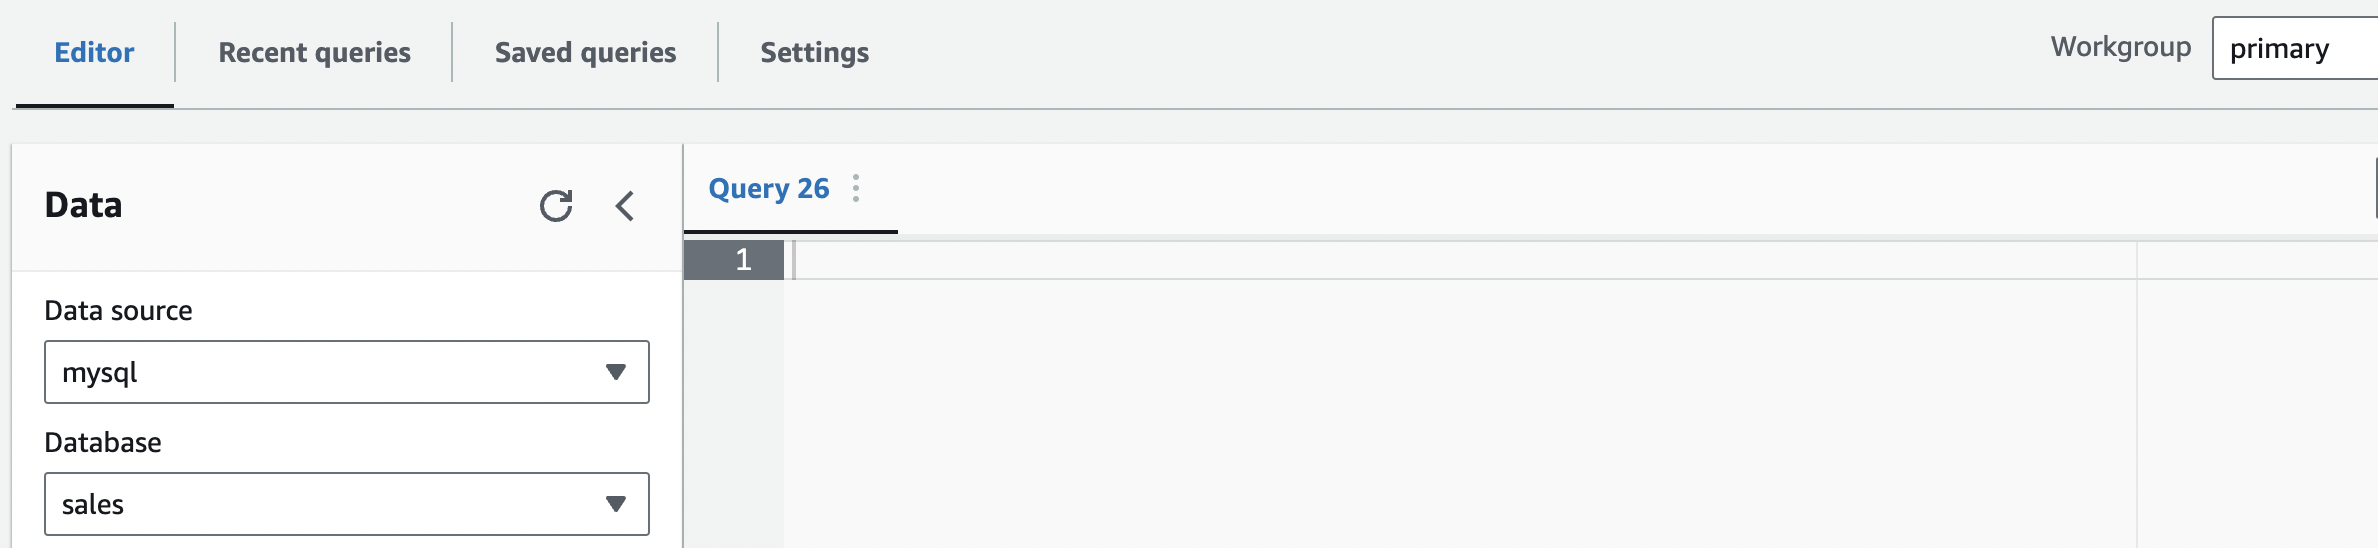 Editor
Recent queries
Saved queries
Settings
Workgroup
primary
Data
Query 26
1
Data source
mysql
Database
sales